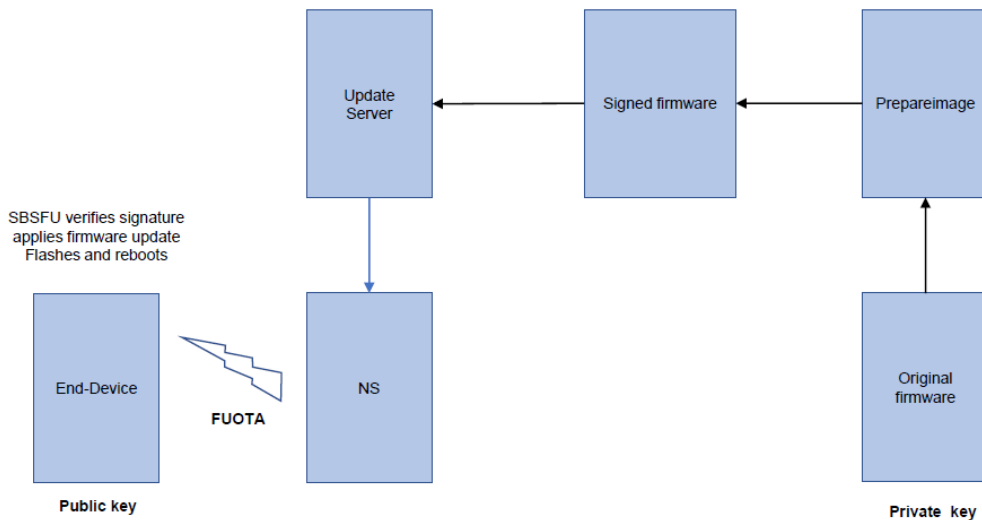 Update
Server
Signed firmware
Prepareimage
SBSFU verifies signature
applies firmware update
Flashes and reboots
End-Device
FUOTA
NS
Original
firmware
Public key
Private key